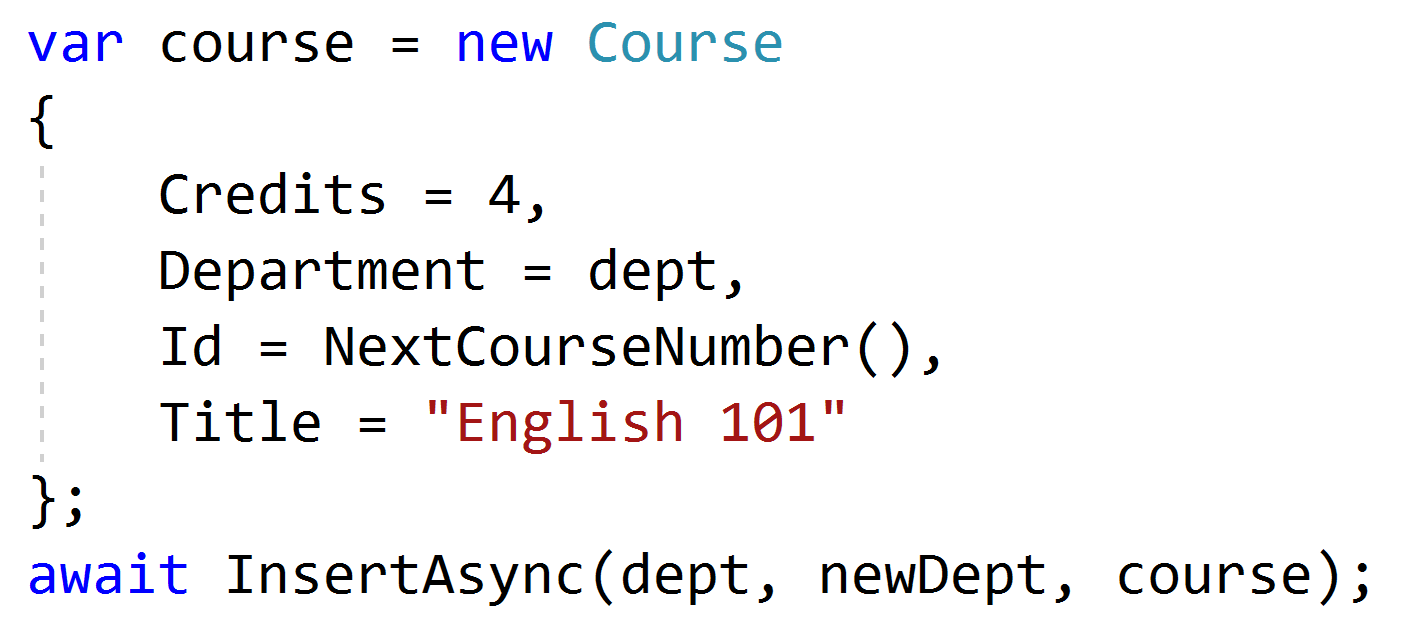 var course = new Course
{
    Credits = 4,
    Department = dept,
    Id = NextCourseNumber(),
    Title = "English 101"
};
await InsertAsync(dept, newDept, course);